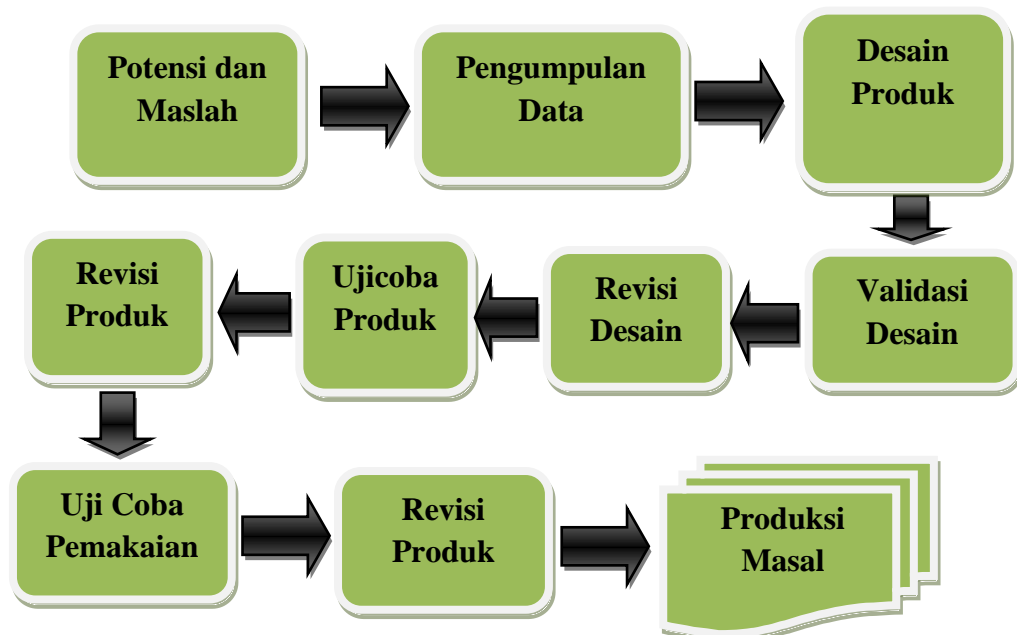 Potensi dan
Maslah
Pengumpulan
Data
Desain
Produk
Validasi
Desain
Revisi
Desain
Ujicoba
Produk
Revisi
Produk
Uji Coba
Pemakaian
Revisi
Produk
Produksi
Masal